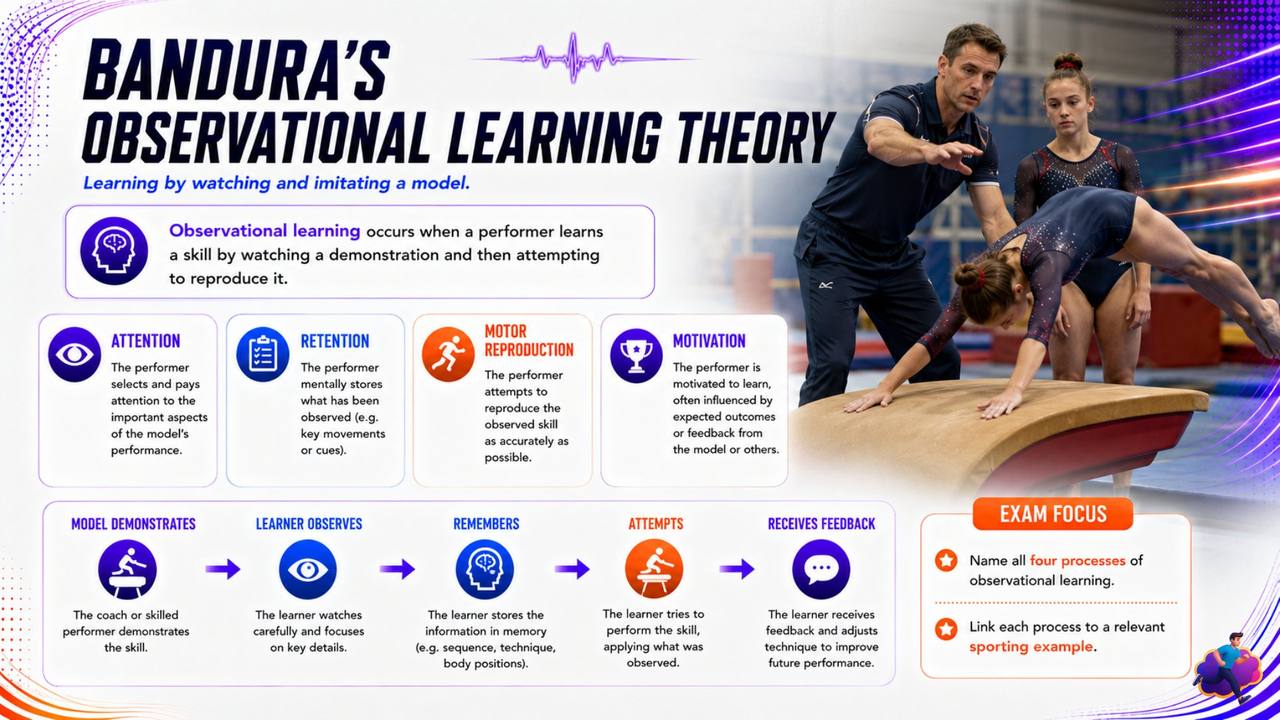 BANDURA'S
OBSERVATIONAL LEARNING THEORY
Learning by watching and imitating a model.
Observational learning occurs when a performer learns
a skill by watching a demonstration and then attempting
to reproduce it.
ATTENTION
The performer
selects and pays
attention to the
important aspects
of the model's
performance.
RETENTION
The performer
mentally stores
what has been
observed (e.g.
key movements
or cues).
MOTOR
REPRODUCTION
The performer
attempts to
reproduce the
observed skill
as accurately as
possible.
MOTIVATION
The performer is
motivated to learn,
often influenced by
expected outcomes
or feedback from
the model or others.
MODEL DEMONSTRATES
The coach or skilled
performer demonstrates
the skill.
LEARNER OBSERVES
The learner watches
carefully and focuses
on key details.
REMEMBERS
The learner stores the
information in memory
(e.g. sequence, technique,
body positions).
ATTEMPTS
The learner tries to
perform the skill,
applying what was
observed.
RECEIVES FEEDBACK
The learner receives
feedback and adjusts
technique to improve
future performance.
EXAM FOCUS
Name all four processes of
observational learning.
Link each process to a relevant
sporting example.